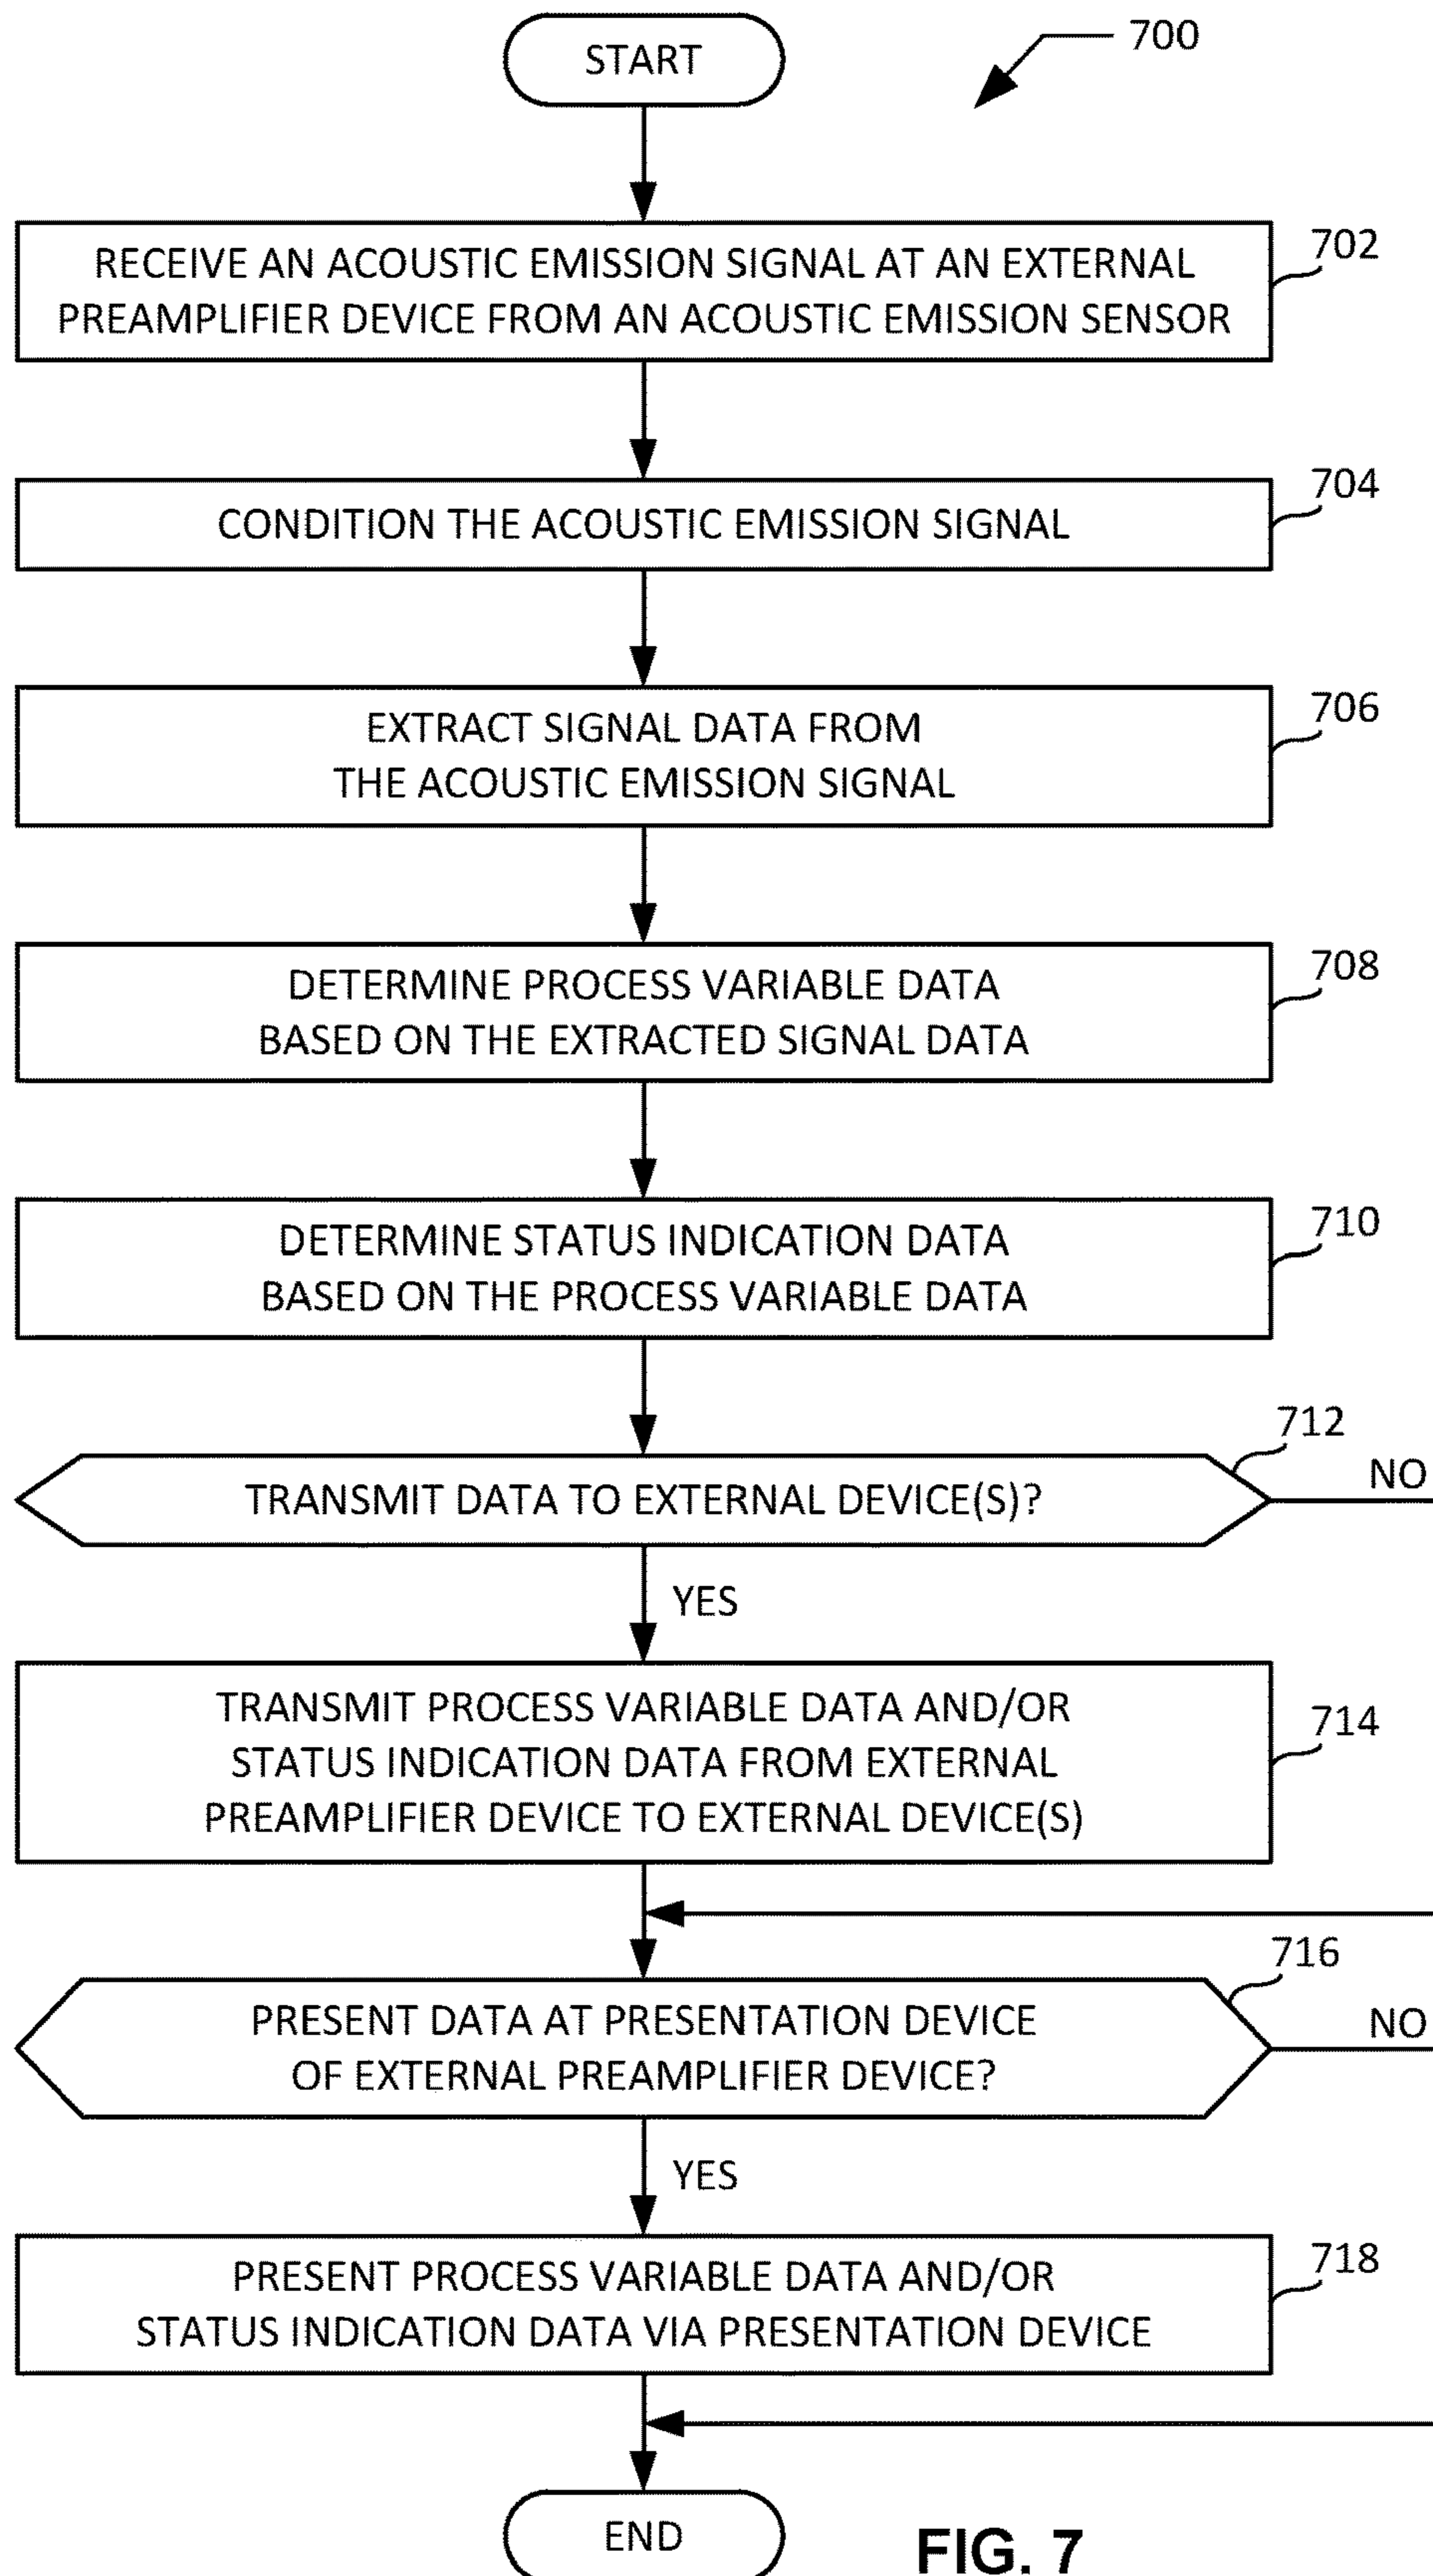 START
700
RECEIVE AN ACOUSTIC EMISSION SIGNAL AT AN EXTERNAL
PREAMPLIFIER DEVICE FROM AN ACOUSTIC EMISSION SENSOR
702
CONDITION THE ACOUSTIC EMISSION SIGNAL
704
EXTRACT SIGNAL DATA FROM
THE ACOUSTIC EMISSION SIGNAL
706
DETERMINE PROCESS VARIABLE DATA
BASED ON THE EXTRACTED SIGNAL DATA
708
DETERMINE STATUS INDICATION DATA
BASED ON THE PROCESS VARIABLE DATA
710
TRANSMIT DATA TO EXTERNAL DEVICE(S)?
712
NO
YES
TRANSMIT PROCESS VARIABLE DATA AND/OR
STATUS INDICATION DATA FROM EXTERNAL
PREAMPLIFIER DEVICE TO EXTERNAL DEVICE(S)
714
PRESENT DATA AT PRESENTATION DEVICE
OF EXTERNAL PREAMPLIFIER DEVICE?
716
NO
YES
PRESENT PROCESS VARIABLE DATA AND/OR
STATUS INDICATION DATA VIA PRESENTATION DEVICE
718
END
FIG. 7